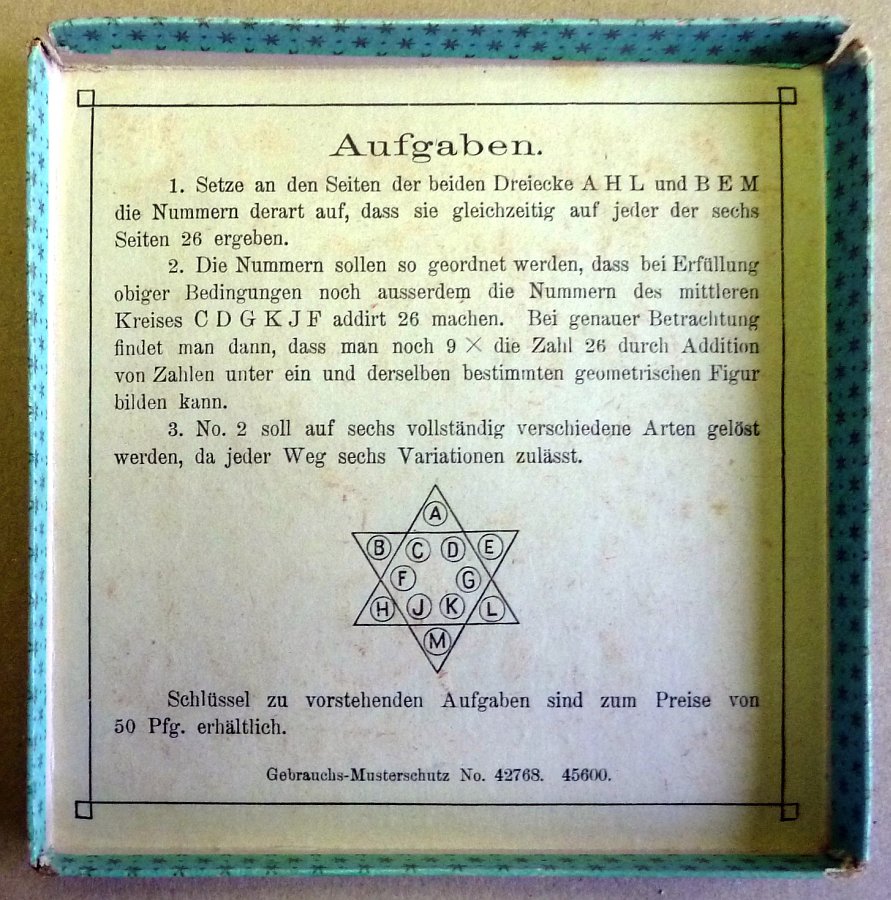 Aufgaben.
1. Setze an den Seiten der beiden Dreiecke A H L und B E M
die Nummern derart auf, dass sie gleichzeitig auf jeder der sechs
Seiten 26 ergeben.
2. Die Nummern sollen so geordnet werden, dass bei Erfüllung
obiger Bedingungen noch ausserdem die Nummern des mittleren
Kreises C D G K J F addirt 26 machen. Bei genauer Betrachtung
findet man dann, dass man noch 9 × die Zahl 26 durch Addition
von Zahlen unter ein und derselben bestimmten geometrischen Figur
bilden kann.
3. No. 2 soll auf sechs vollständig verschiedene Arten gelöst
werden, da jeder Weg sechs Variationen zulässt.
A
B C D E
F G
H J K L
M
Schlüssel zu vorstehenden Aufgaben sind zum Preise von
50 Pfg. erhältlich.
Gebrauchs-Musterschutz No. 42768. 45600.